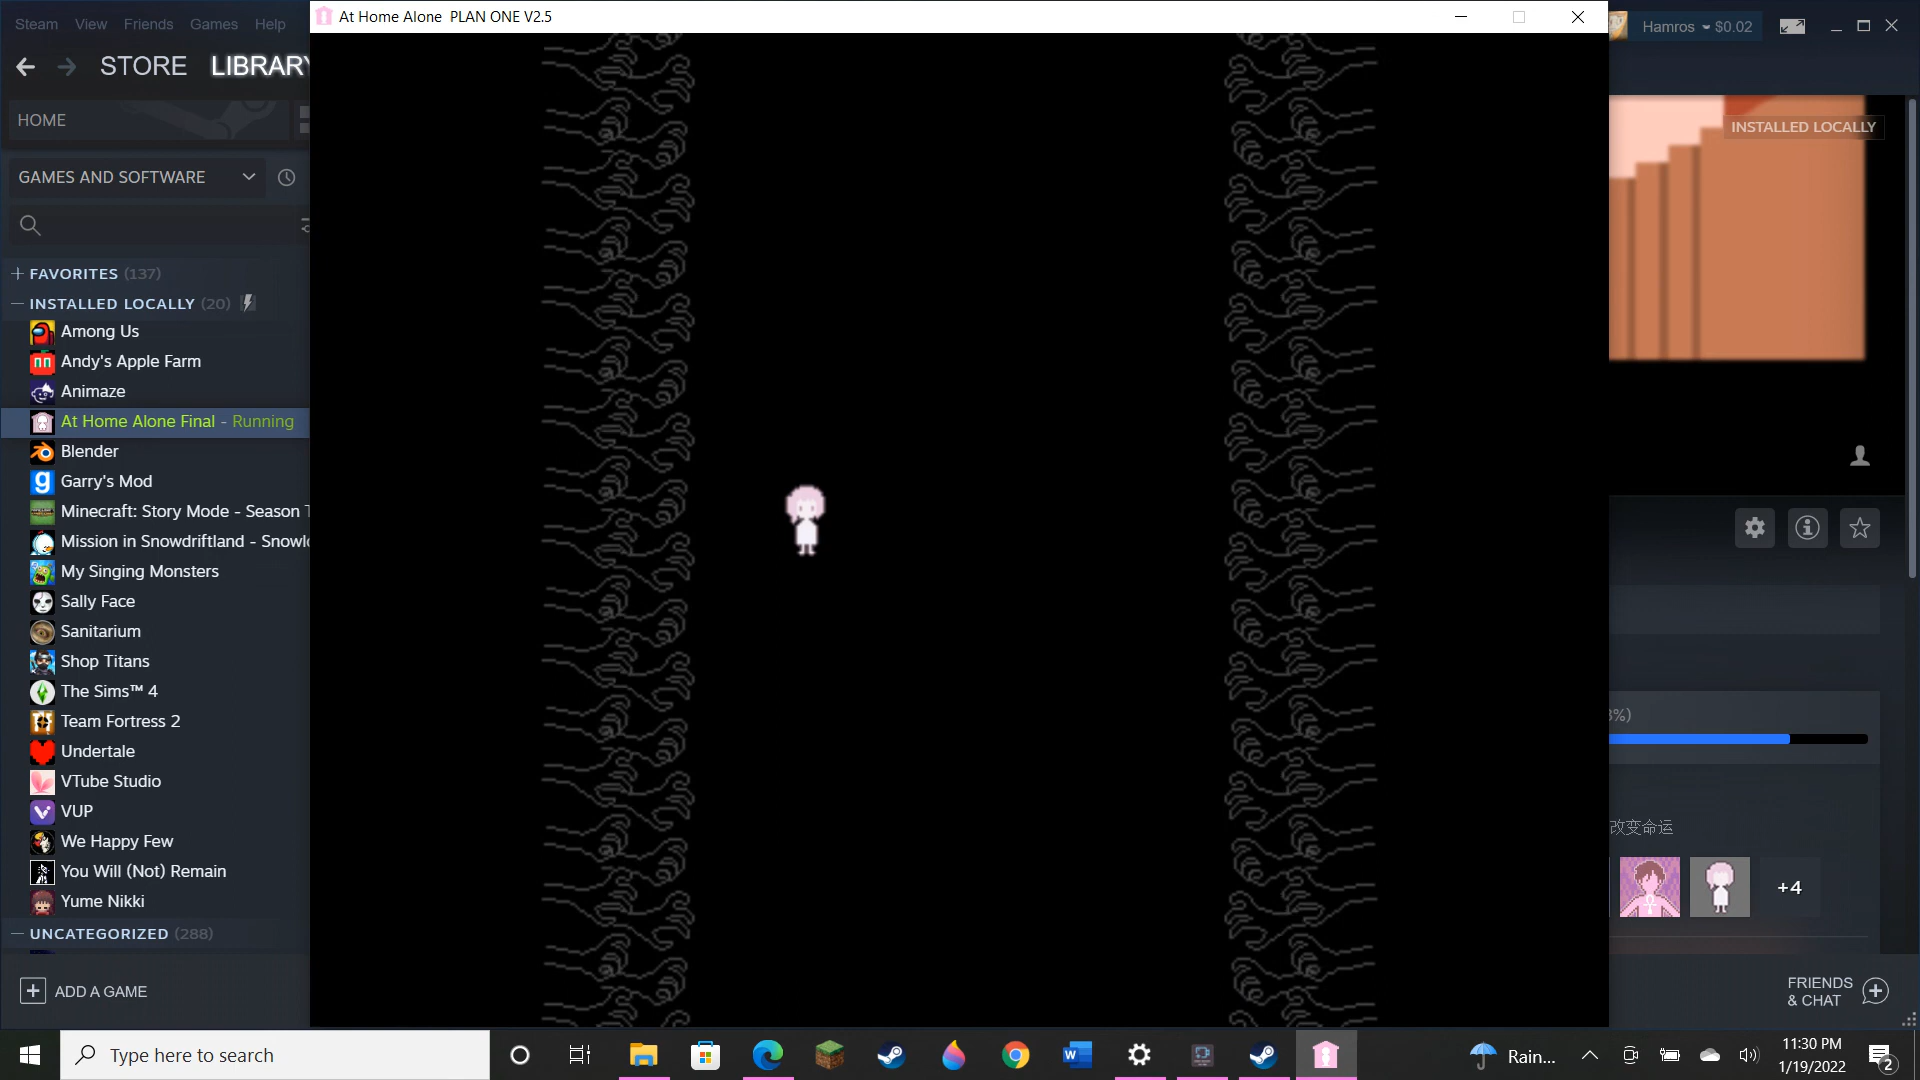 Steam View Friends Games Help
At Home Alone PLAN ONE V2.5
Hamros $0.02
STORE LIBRARY
HOME
INSTALLED LOCALLY
GAMES AND SOFTWARE
FAVORITES (137)
INSTALLED LOCALLY (20)
Among Us
Andy's Apple Farm
Animaze
At Home Alone Final - Running
Blender
Garry's Mod
Minecraft: Story Mode - Season
Mission in Snowdriftland -
My Singing Monsters
Sally Face
Sanitarium
Shop Titans
The Sims™ 4
Team Fortress 2
Undertale
VTube Studio
VUP
We Happy Few
You Will (Not) Remain
Yume Nikki
UNCATEGORIZED (288)
%)
改变命运
+4
ADD A GAME
FRIENDS
& CHAT
Type here to search
Rain...
11:30 PM
1/19/2022
2